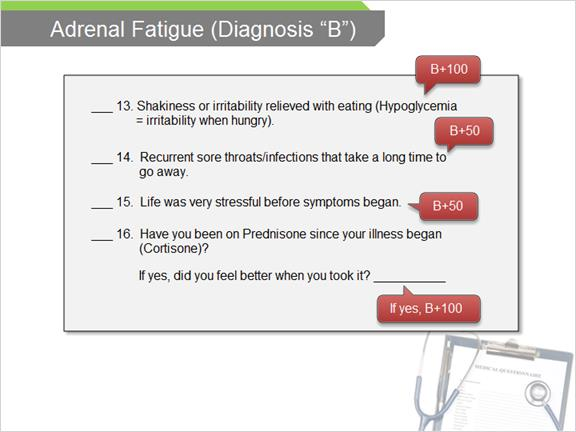 Adrenal Fatigue (Diagnosis “B”)
B+100
___ 13. Shakiness or irritability relieved with eating (Hypoglycemia
= irritability when hungry).
B+50
___ 14. Recurrent sore throats/infections that take a long time to
go away.
___ 15. Life was very stressful before symptoms began.
B+50
___ 16. Have you been on Prednisone since your illness began
(Cortisone)?
If yes, did you feel better when you took it? ___________
If yes, B+100
MEDICAL QUESTIONNAIRE